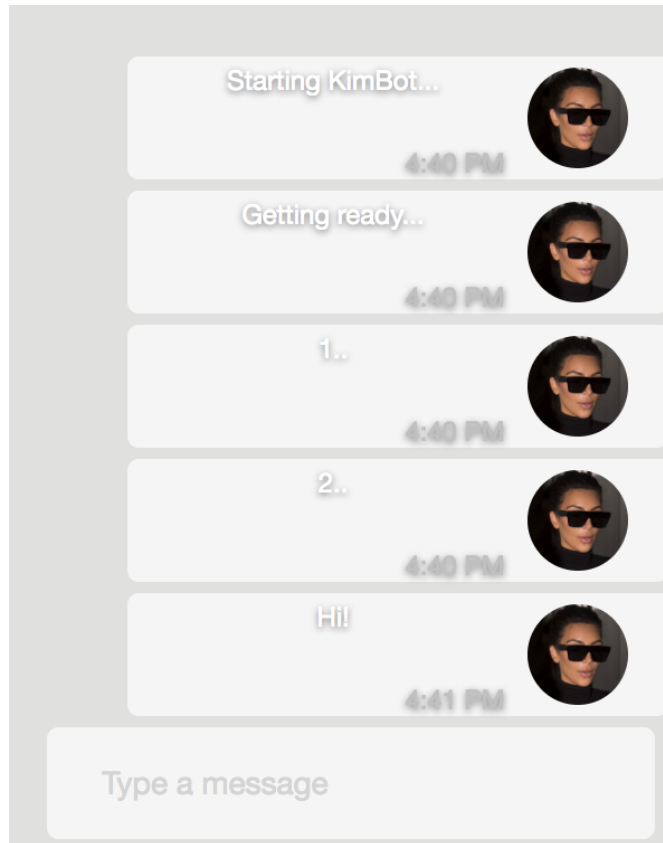 Starting KimBot...
4:40 PM
Getting ready...
4:40 PM
1..
4:40 PM
2..
4:40 PM
Hi!
4:41 PM
Type a message